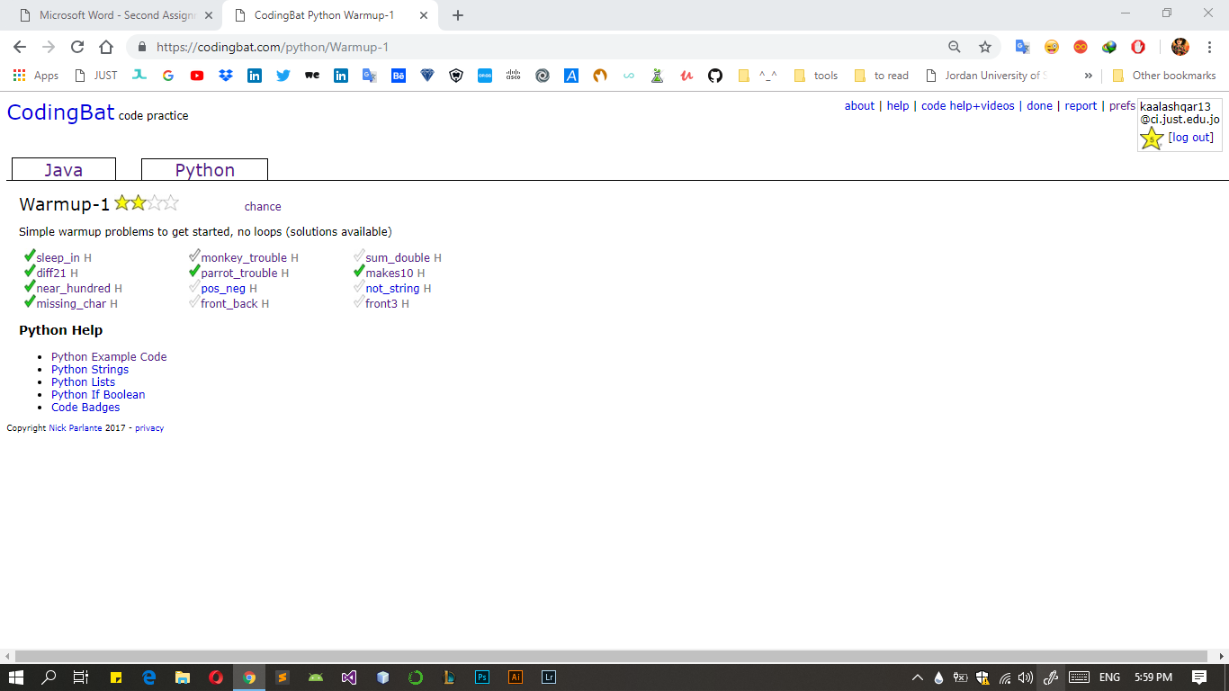 Microsoft Word - Second Assign
CodingBat Python Warmup-1
https://codingbat.com/python/Warmup-1
Apps
JUST
^_^
tools
to read
Jordan University of S
»
Other bookmarks
CodingBat code practice
about | help | code help+videos | done | report | prefs
kaalashqar13
@ci.just.edu.jo
[log out]
Java
Python
Warmup-1
chance
Simple warmup problems to get started, no loops (solutions available)
sleep_in H
monkey_trouble H
sum_double H
diff21 H
parrot_trouble H
makes10 H
near_hundred H
pos_neg H
not_string H
missing_char H
front_back H
front3 H
Python Help
Python Example Code
Python Strings
Python Lists
Python If Boolean
Code Badges
Copyright Nick Parlante 2017 - privacy
ENG
5:59 PM